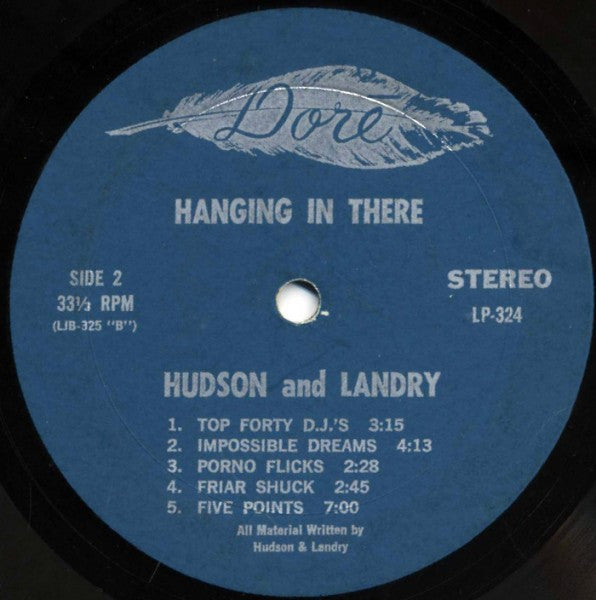 Doré
HANGING IN THERE
SIDE 2
33⅓ RPM
(LJB-325 "B")
STEREO
LP-324
HUDSON and LANDRY
1. TOP FORTY D.J.'S 3:15
2. IMPOSSIBLE DREAMS 4:13
3. PORNO FLICKS 2:28
4. FRIAR SHUCK 2:45
5. FIVE POINTS 7:00
All Material Written by
Hudson & Landry